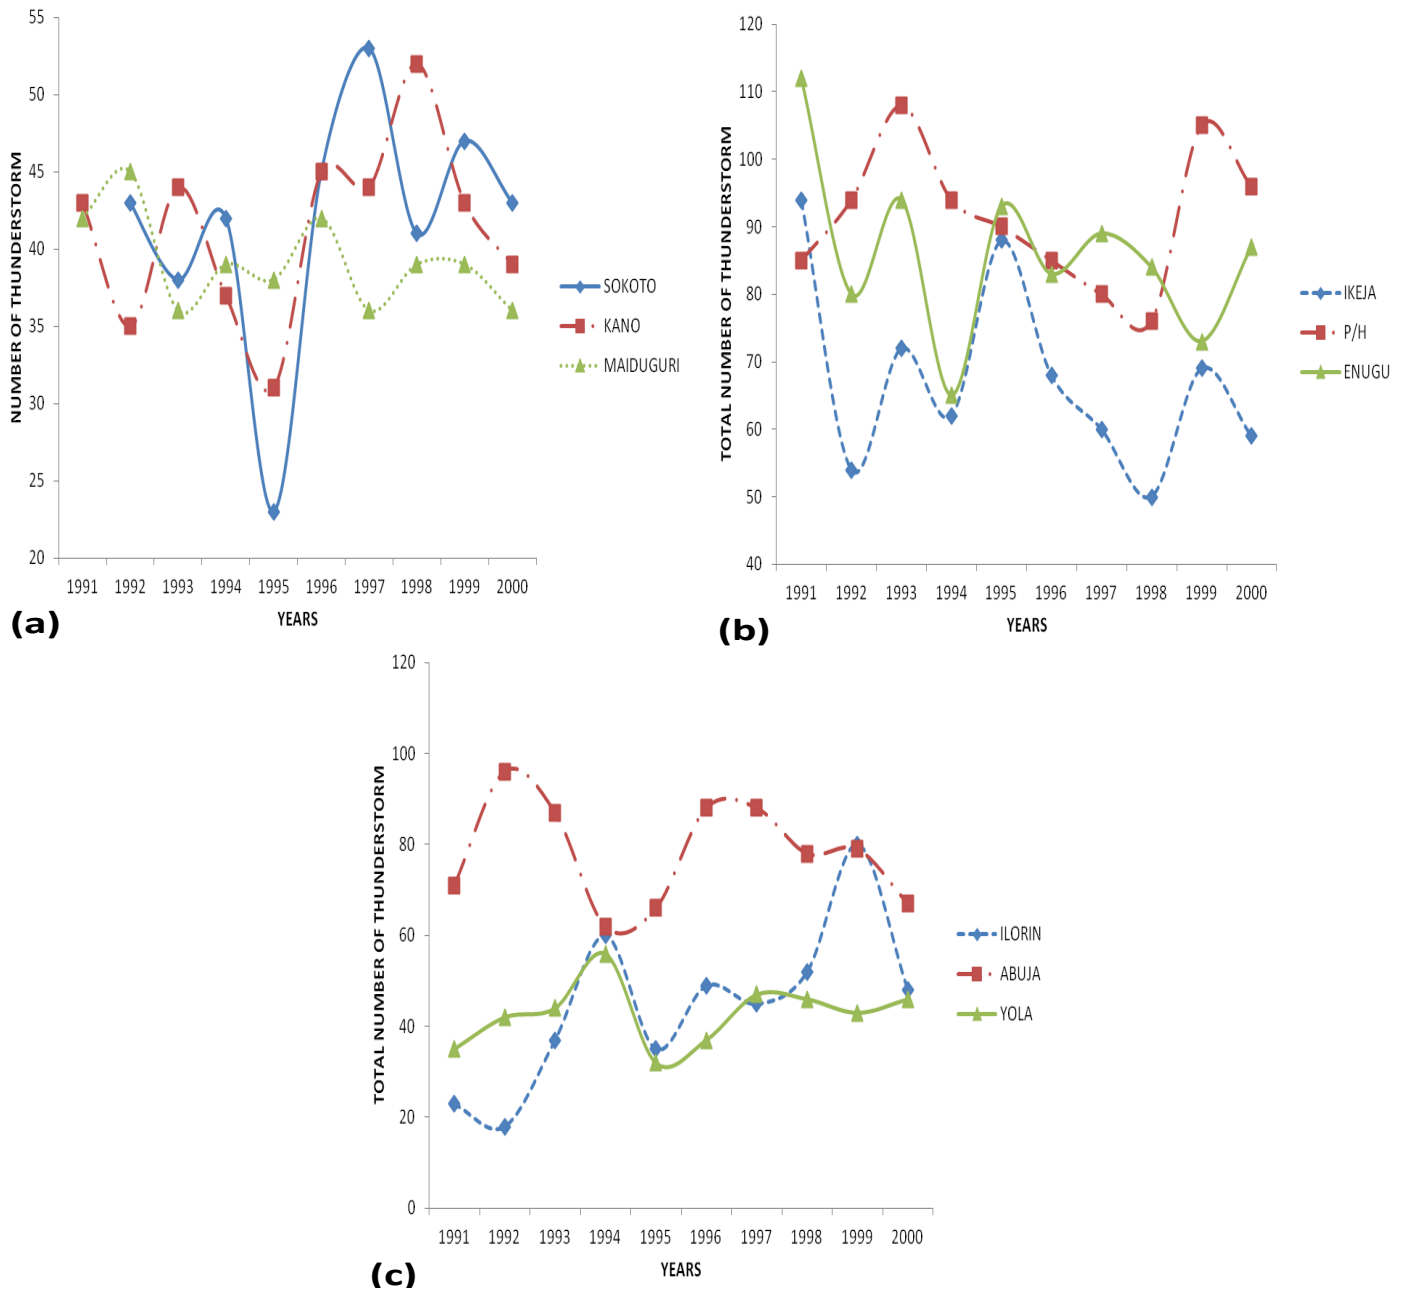 NUMBER OF THUNDERSTORM
55
50
45
40
35
30
25
20
1991 1992 1993 1994 1995 1996 1997 1998 1999 2000
YEARS
SOKOTO
KANO
MAIDUGURI
(a)
TOTAL NUMBER OF THUNDERSTORM
120
110
100
90
80
70
60
50
40
1991 1992 1993 1994 1995 1996 1997 1998 1999 2000
YEARS
IKEJA
P/H
ENUGU
(b)
TOTAL NUMBER OF THUNDERSTORM
120
100
80
60
40
20
0
1991 1992 1993 1994 1995 1996 1997 1998 1999 2000
YEARS
ILORIN
ABUJA
YOLA
(c)